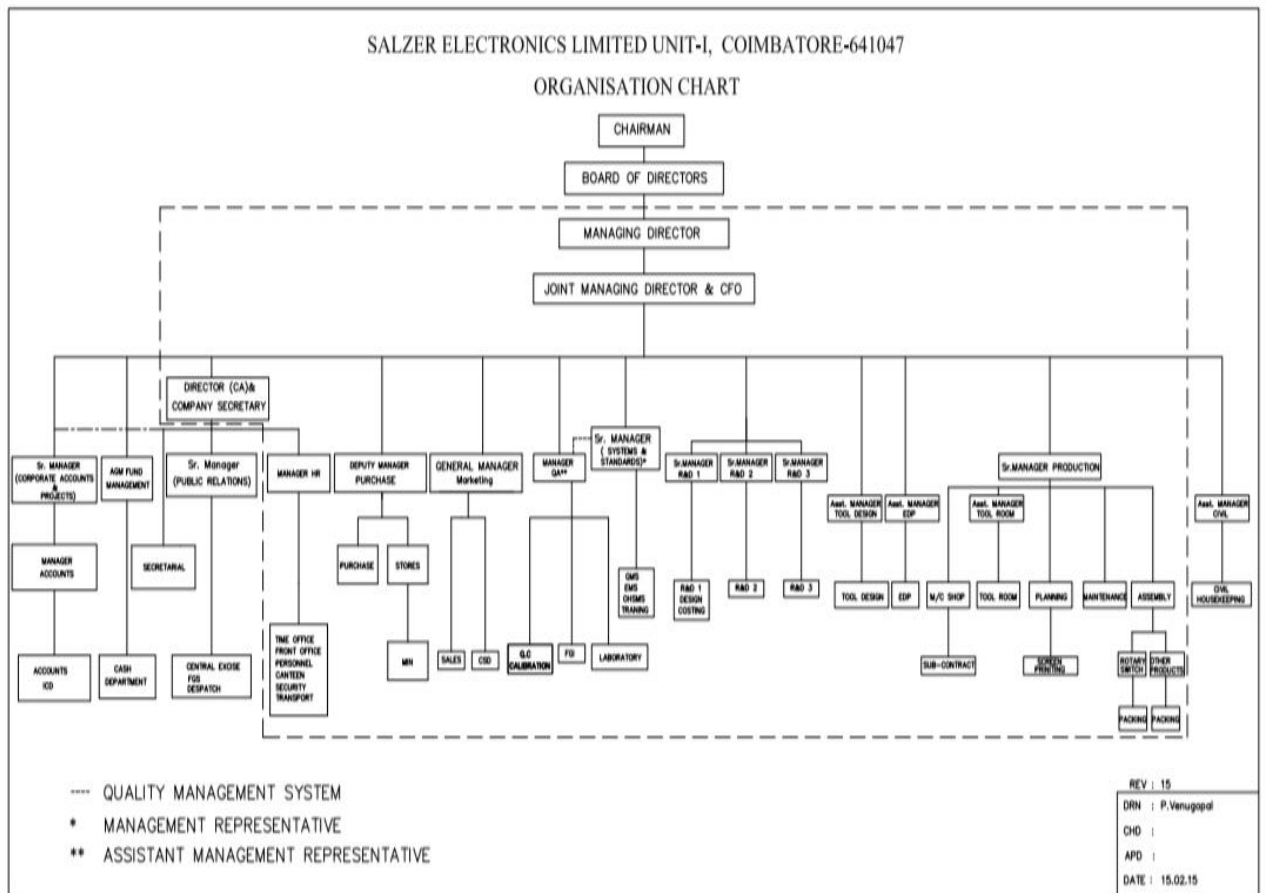 SALZER ELECTRONICS LIMITED UNIT-I, COIMBATORE-641047
ORGANISATION CHART
CHAIRMAN
BOARD OF DIRECTORS
MANAGING DIRECTOR
JOINT MANAGING DIRECTOR & CFO
DIRECTOR (CA)&
COMPANY SECRETARY
Sr. MANAGER
(CORPORATE ACCOUNTS
&
PROJECTS)
AGM FUND
MANAGEMENT
Sr. Manager
(PUBLIC RELATIONS)
MANAGER HR
DEPUTY MANAGER
PURCHASE
GENERAL MANAGER
Marketing
MANAGER
QA**
Sr. MANAGER
( SYSTEMS &
STANDARDS)*
Sr.MANAGER
R&D 1
Sr.MANAGER
R&D 2
Sr.MANAGER
R&D 3
Sr.MANAGER PRODUCTION
Asst. MANAGER
TOOL DESIGN
Asst. MANAGER
EDP
Asst. MANAGER
TOOL ROOM
Asst. MANAGER
CIVIL
MANAGER
ACCOUNTS
SECRETARIAL
PURCHASE
STORES
QMS
EMS
OHSMS
TRANING
R&D 1
DESIGN
COSTING
R&D 2
R&D 3
TOOL DESIGN
EDP
M/C SHOP
TOOL ROOM
PLANNING
MAINTENANCE
ASSEMBLY
CIVIL
HOUSEKEEPING
ACCOUNTS
ICD
CASH
DEPARTMENT
CENTRAL EXCISE
FGS
DESPATCH
TIME OFFICE
FRONT OFFICE
PERSONNEL
CANTEEN
SECURITY
TRANSPORT
MIN
SALES
CSD
Q.C
CALIBRATION
FGI
LABORATORY
SUB-CONTRACT
SCREEN
PRINTING
ROTARY
SWITCH
OTHER
PRODUCTS
PACKING
PACKING
---- QUALITY MANAGEMENT SYSTEM
* MANAGEMENT REPRESENTATIVE
** ASSISTANT MANAGEMENT REPRESENTATIVE
REV : 15
DRN : P.Venugopal
CHD :
APD :
DATE : 15.02.15